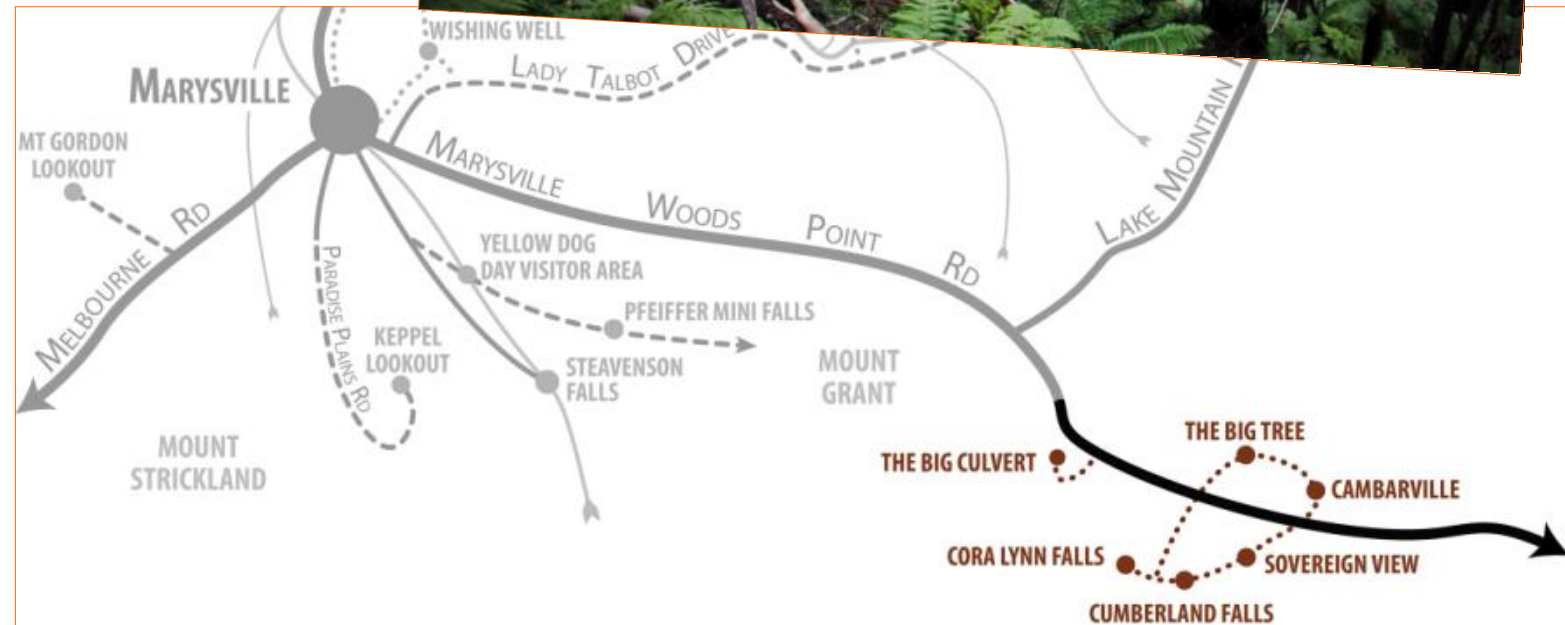 WISHING WELL
LADY TALBOT DRIVE
MARYSVILLE
MT GORDON
LOOKOUT
MARYSVILLE WOODS POINT RD
LAKE MOUNTAIN
MELBOURNE RD
PARADISE PLAINS RD
YELLOW DOG
DAY VISITOR AREA
PFEIFFER MINI FALLS
KEPPEL
LOOKOUT
STEAVENSON
FALLS
MOUNT
GRANT
MOUNT
STRICKLAND
THE BIG TREE
THE BIG CULVERT
CAMBARVILLE
CORA LYNN FALLS
SOVEREIGN VIEW
CUMBERLAND FALLS